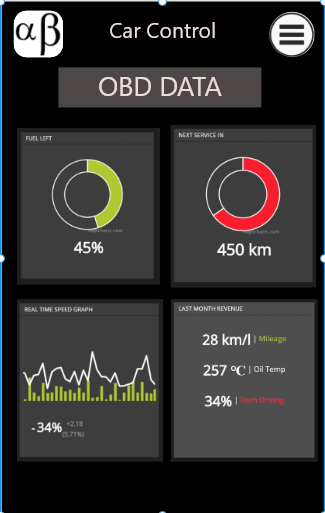 αβ
Car Control
OBD DATA
FUEL LEFT
45%
NEXT SERVICE IN
450 km
REAL TIME SPEED GRAPH
- 34% +2.18
(3.71%)
LAST MONTH REVENUE
28 km/l | Mileage
257 °C | Oil Temp
34% | Rash Driving